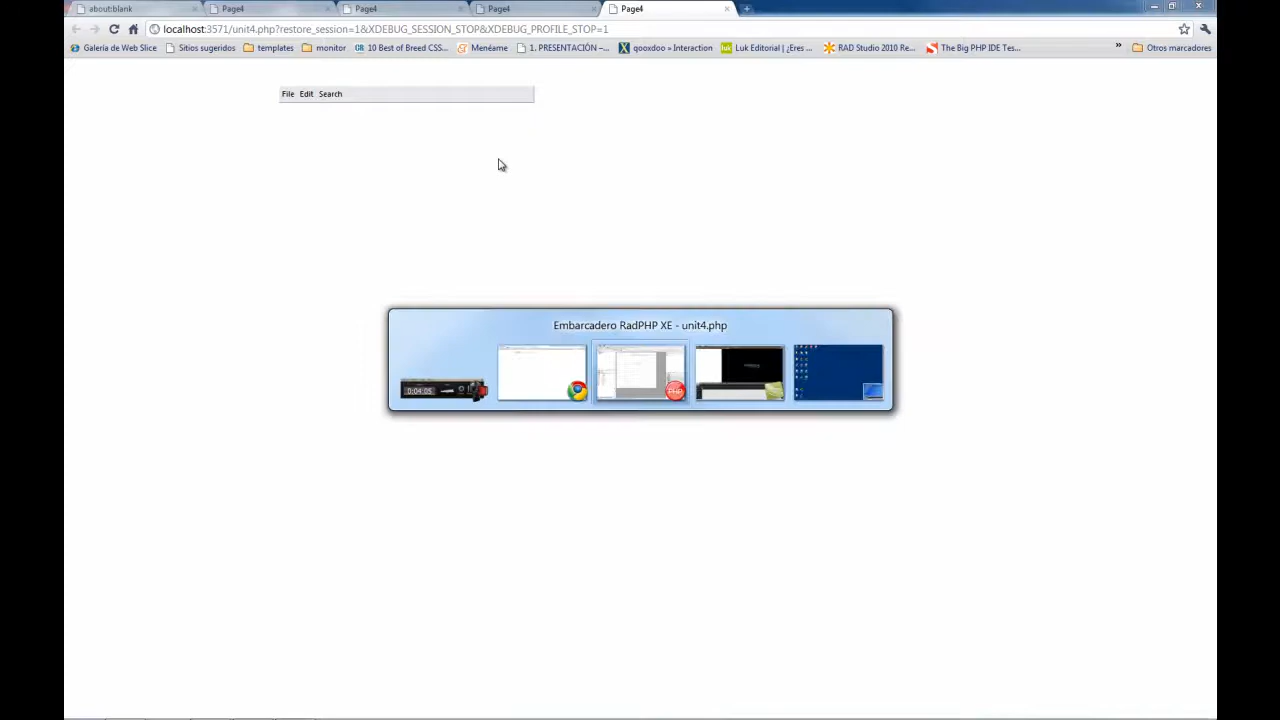 about:blank
Page4
Page4
Page4
Page4
localhost:3571/unit4.php?restore_session=1&XDEBUG_SESSION_STOP&XDEBUG_PROFILE_STOP=1
Galería de Web Slice
Sitios sugeridos
templates
monitor
10 Best of Breed CSS...
Menéame
1. PRESENTACIÓN –...
qooxdoo » Interaction
Luk Editorial | ¿Eres ...
RAD Studio 2010 Re...
The Big PHP IDE Tes...
»
Otros marcadores
File Edit Search
Embarcadero RadPHP XE - unit4.php
0:04:05
PHP